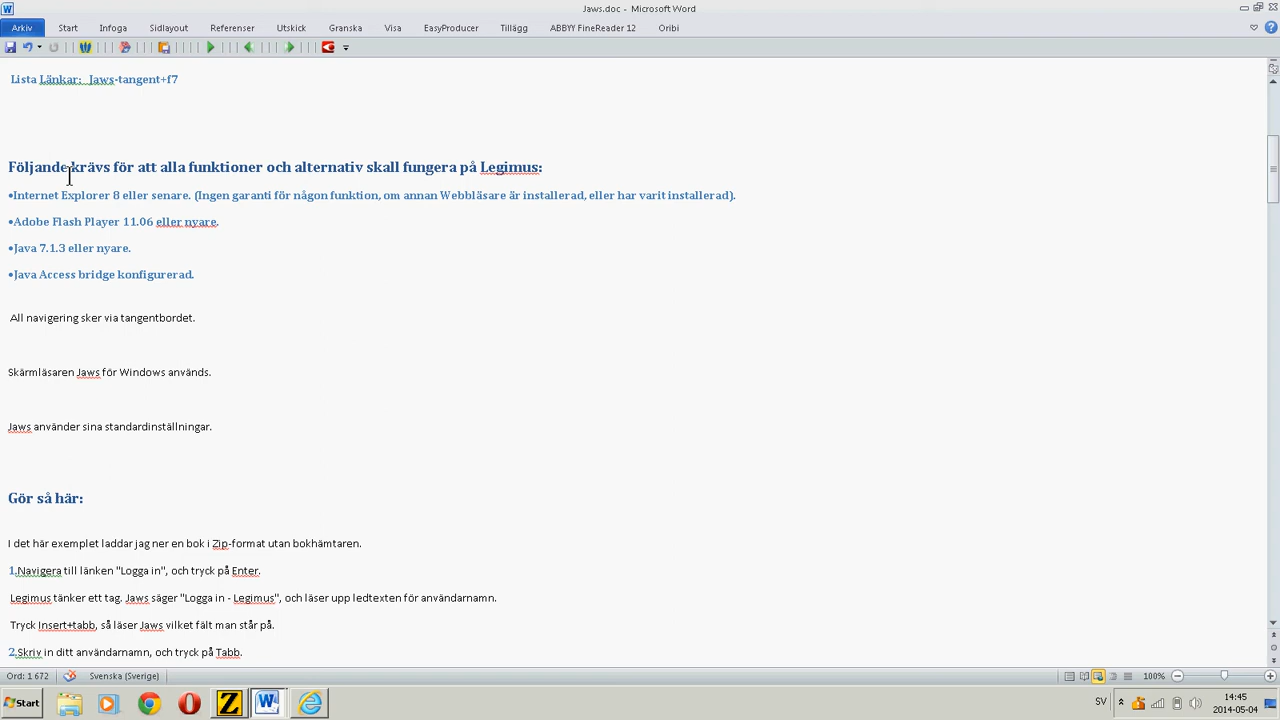 Jaws.doc - Microsoft Word
Arkiv Start Infoga Sidlayout Referenser Utskick Granska Visa EasyProducer Tillägg ABBYY FineReader 12 Oribi
Lista Länkar: Jaws-tangent+f7
Följande krävs för att alla funktioner och alternativ skall fungera på Legimus:
•Internet Explorer 8 eller senare. (Ingen garanti för någon funktion, om annan Webbläsare är installerad, eller har varit installerad).
•Adobe Flash Player 11.06 eller nyare.
•Java 7.1.3 eller nyare.
•Java Access bridge konfigurerad.
All navigering sker via tangentbordet.
Skärmläsaren Jaws för Windows används.
Jaws använder sina standardinställningar.
Gör så här:
I det här exemplet laddar jag ner en bok i Zip-format utan bokhämtaren.
1.Navigera till länken "Logga in", och tryck på Enter.
Legimus tänker ett tag. Jaws säger "Logga in - Legimus", och läser upp ledtexten för användarnamn.
Tryck Insert+tabb, så läser Jaws vilket fält man står på.
2.Skriv in ditt användarnamn, och tryck på Tabb.
Ord: 1 672 Svenska (Sverige) 100%
Start SV 14:45
2014-05-04